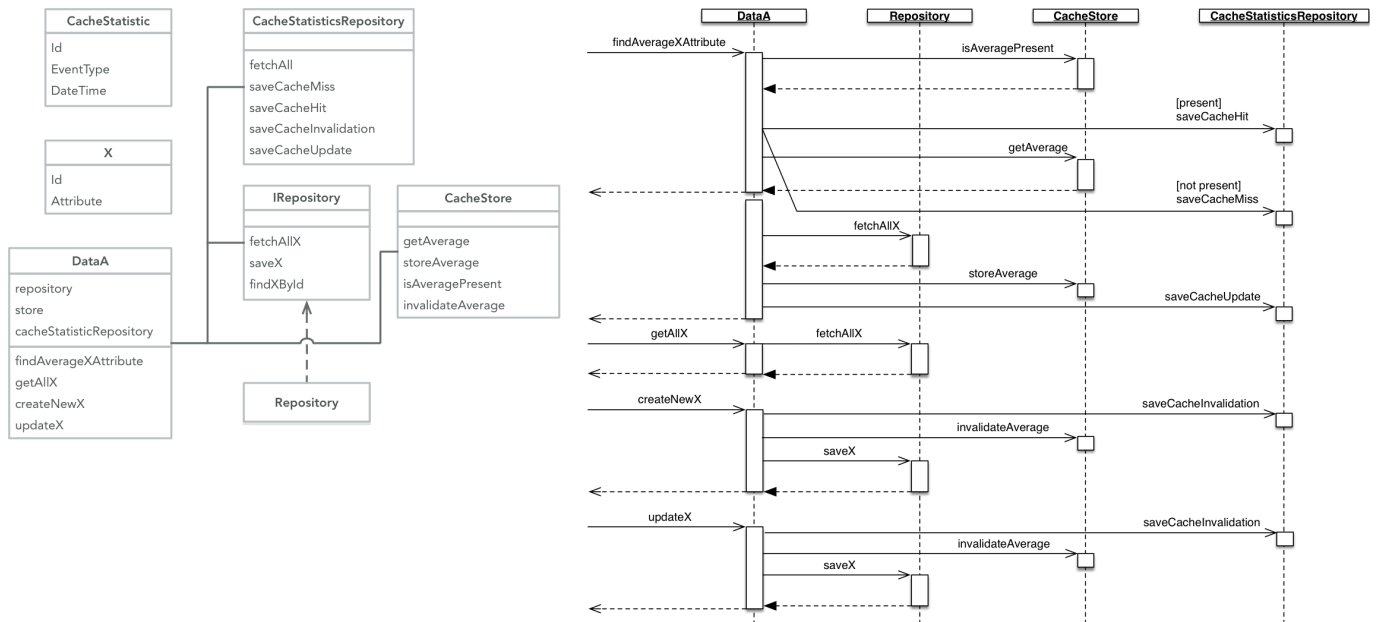 CacheStatistic
Id
EventType
DateTime
CacheStatisticsRepository
fetchAll
saveCacheMiss
saveCacheHit
saveCacheInvalidation
saveCacheUpdate
X
Id
Attribute
IRepository
fetchAllX
saveX
findXById
CacheStore
getAverage
storeAverage
isAveragePresent
invalidateAverage
DataA
repository
store
cacheStatisticRepository
findAverageXAttribute
getAllX
createNewX
updateX
Repository
DataA
Repository
CacheStore
CacheStatisticsRepository
findAverageXAttribute
isAveragePresent
[present]
saveCacheHit
getAverage
[not present]
saveCacheMiss
fetchAllX
storeAverage
saveCacheUpdate
getAllX
fetchAllX
createNewX
saveCacheInvalidation
invalidateAverage
saveX
updateX
saveCacheInvalidation
invalidateAverage
saveX